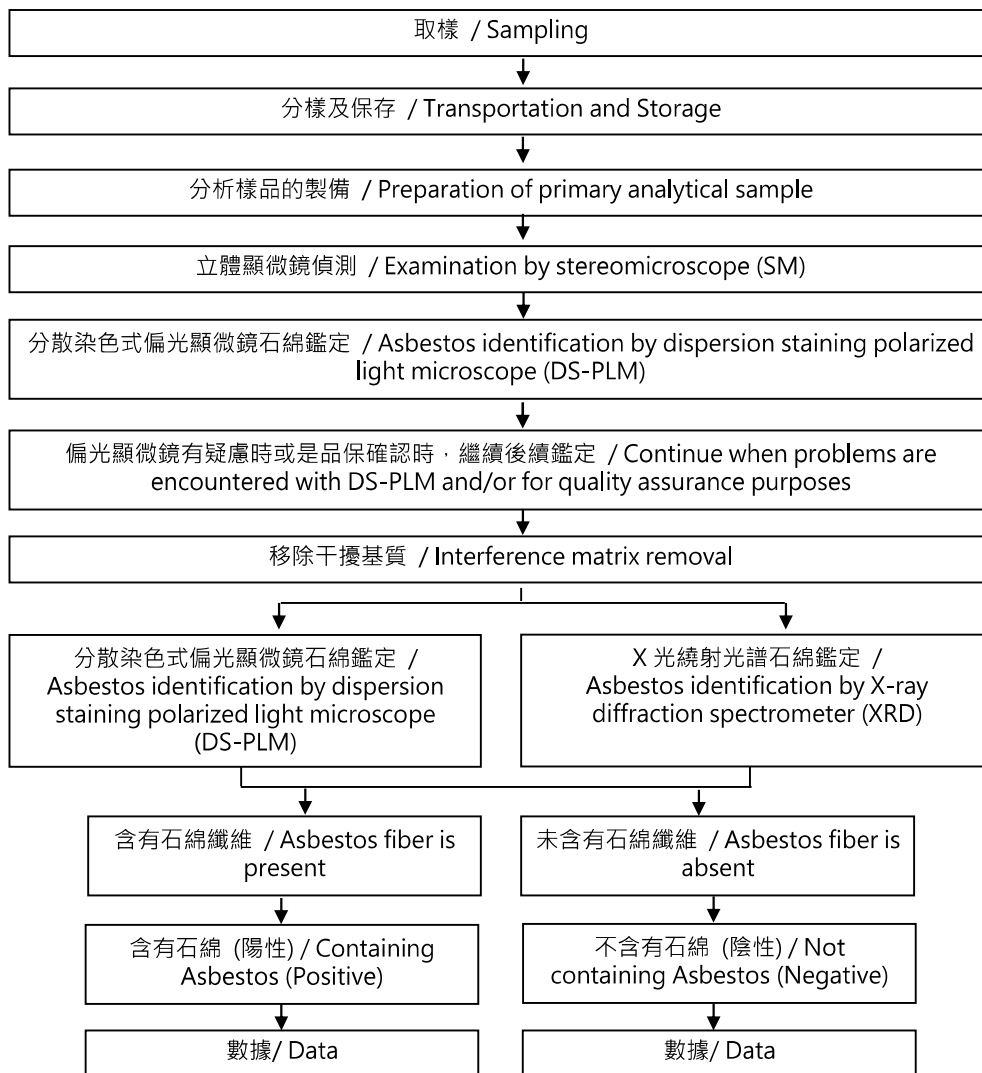 取樣 / Sampling
分樣及保存 / Transportation and Storage
分析樣品的製備 / Preparation of primary analytical sample
立體顯微鏡偵測 / Examination by stereomicroscope (SM)
分散染色式偏光顯微鏡石綿鑑定 / Asbestos identification by dispersion staining polarized
light microscope (DS-PLM)
偏光顯微鏡有疑慮時或是品保確認時，繼續後續鑑定 / Continue when problems are
encountered with DS-PLM and/or for quality assurance purposes
移除干擾基質 / Interference matrix removal
分散染色式偏光顯微鏡石綿鑑定 /
Asbestos identification by dispersion
staining polarized light microscope
(DS-PLM)
X 光繞射光譜石綿鑑定 /
Asbestos identification by X-ray
diffraction spectrometer (XRD)
含有石綿纖維 / Asbestos fiber is
present
未含有石綿纖維 / Asbestos fiber is
absent
含有石綿 (陽性) / Containing
Asbestos (Positive)
不含有石綿 (陰性) / Not
containing Asbestos (Negative)
數據/ Data
數據/ Data